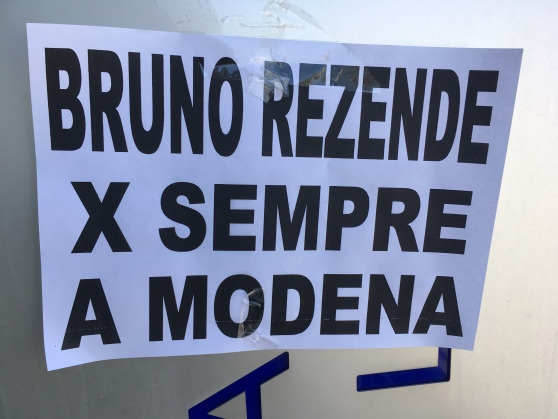 BRUNO REZENDE
X SEMPRE
A MODENA